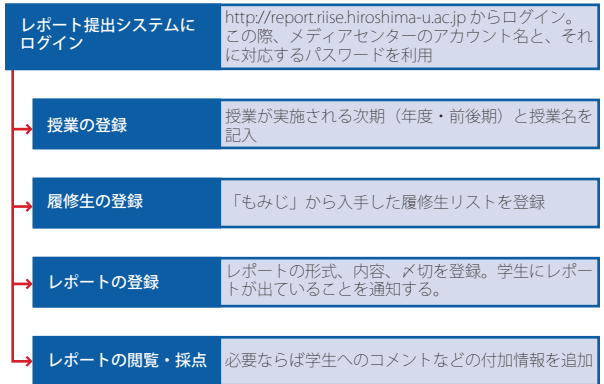 レポート提出システムに
ログイン
http://report.riise.hiroshima-u.ac.jp からログイン。
この際、メディアセンターのアカウント名と、それ
に対応するパスワードを利用
授業の登録
授業が実施される次期（年度・前後期）と授業名を
記入
履修生の登録
「もみじ」から入手した履修生リストを登録
レポートの登録
レポートの形式、内容、〆切を登録。学生にレポー
トが出ていることを通知する。
レポートの閲覧・採点
必要ならば学生へのコメントなどの付加情報を追加